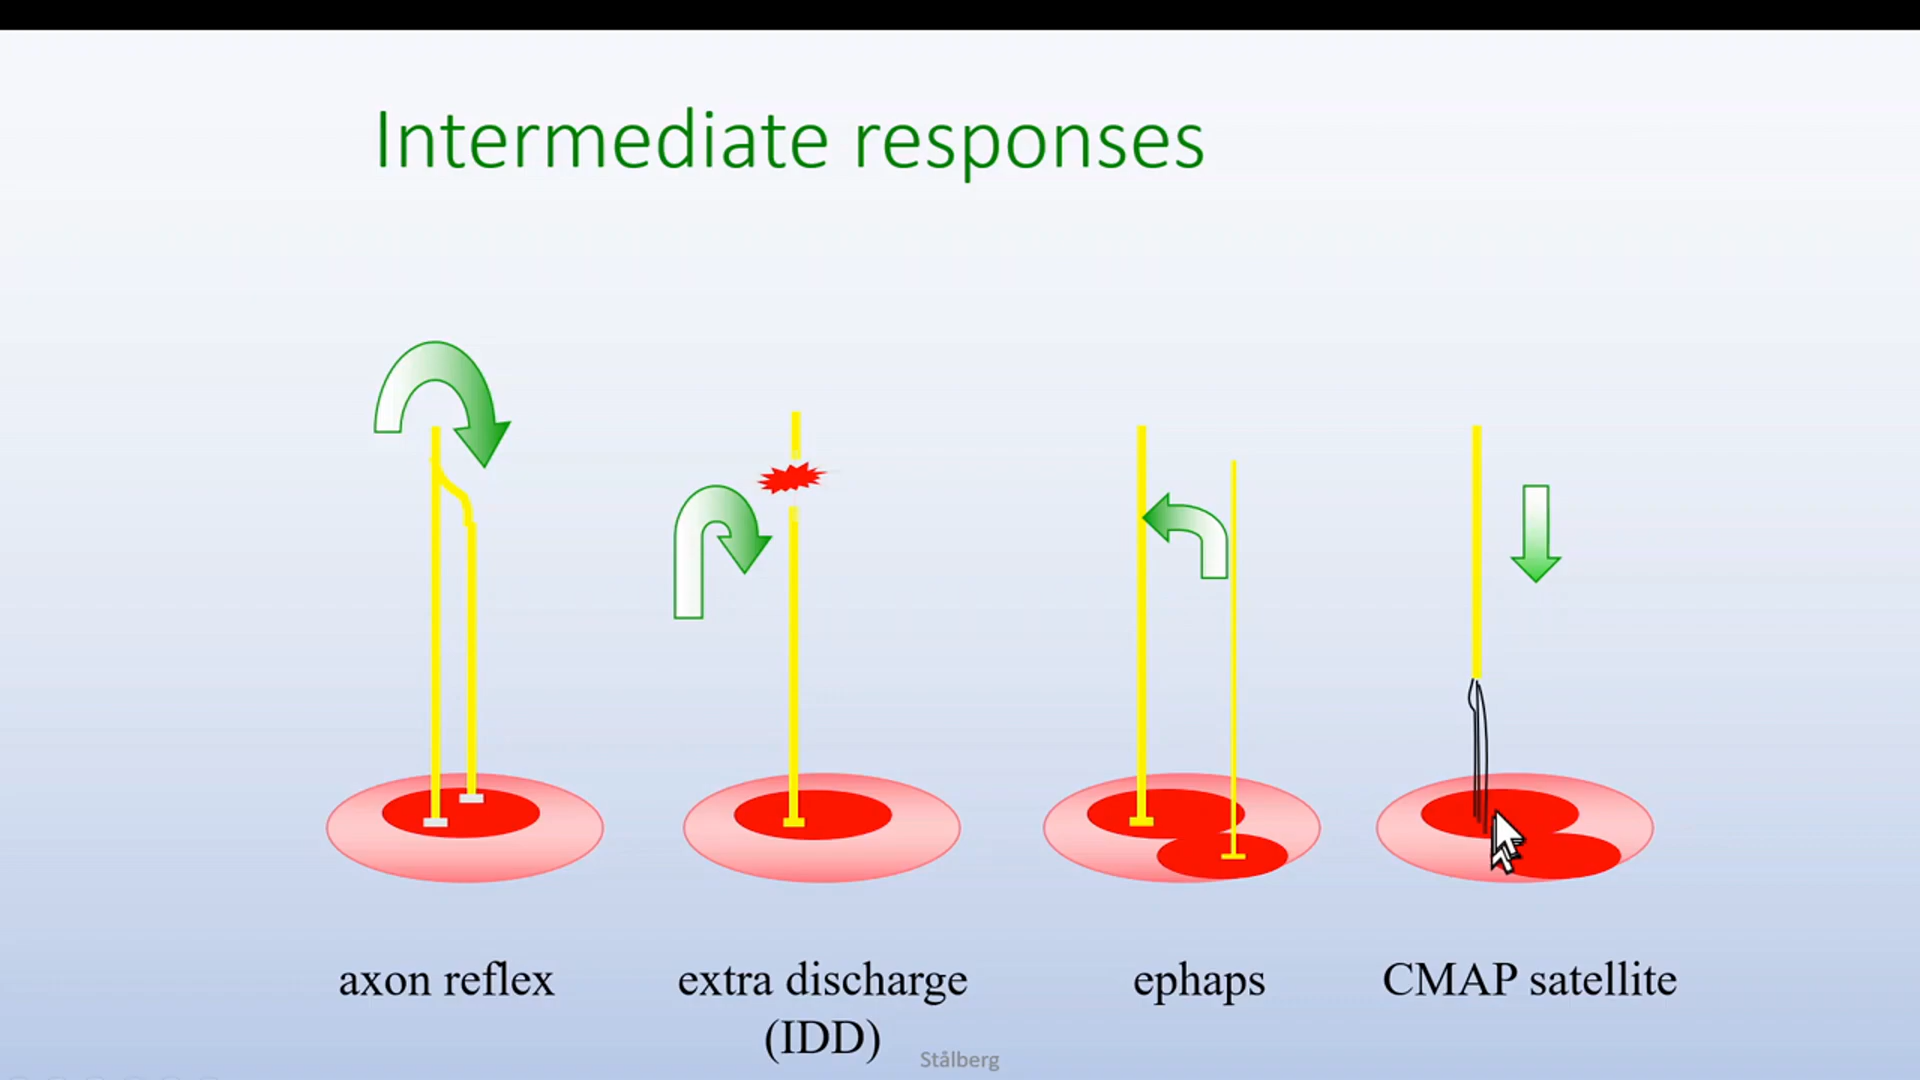 Intermediate responses
axon reflex
extra discharge
(IDD)
ephaps
CMAP satellite
Stålberg